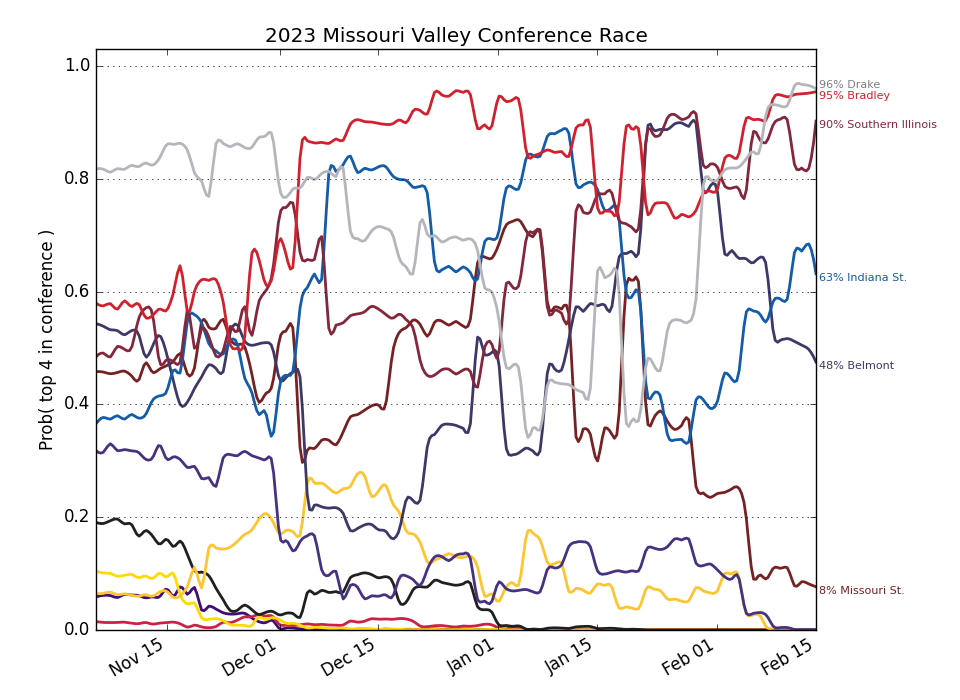 2023 Missouri Valley Conference Race
Prob( top 4 in conference )
1.0
0.8
0.6
0.4
0.2
0.0
Nov 15
Dec 01
Dec 15
Jan 01
Jan 15
Feb 01
Feb 15
96% Drake
95% Bradley
90% Southern Illinois
63% Indiana St.
48% Belmont
8% Missouri St.